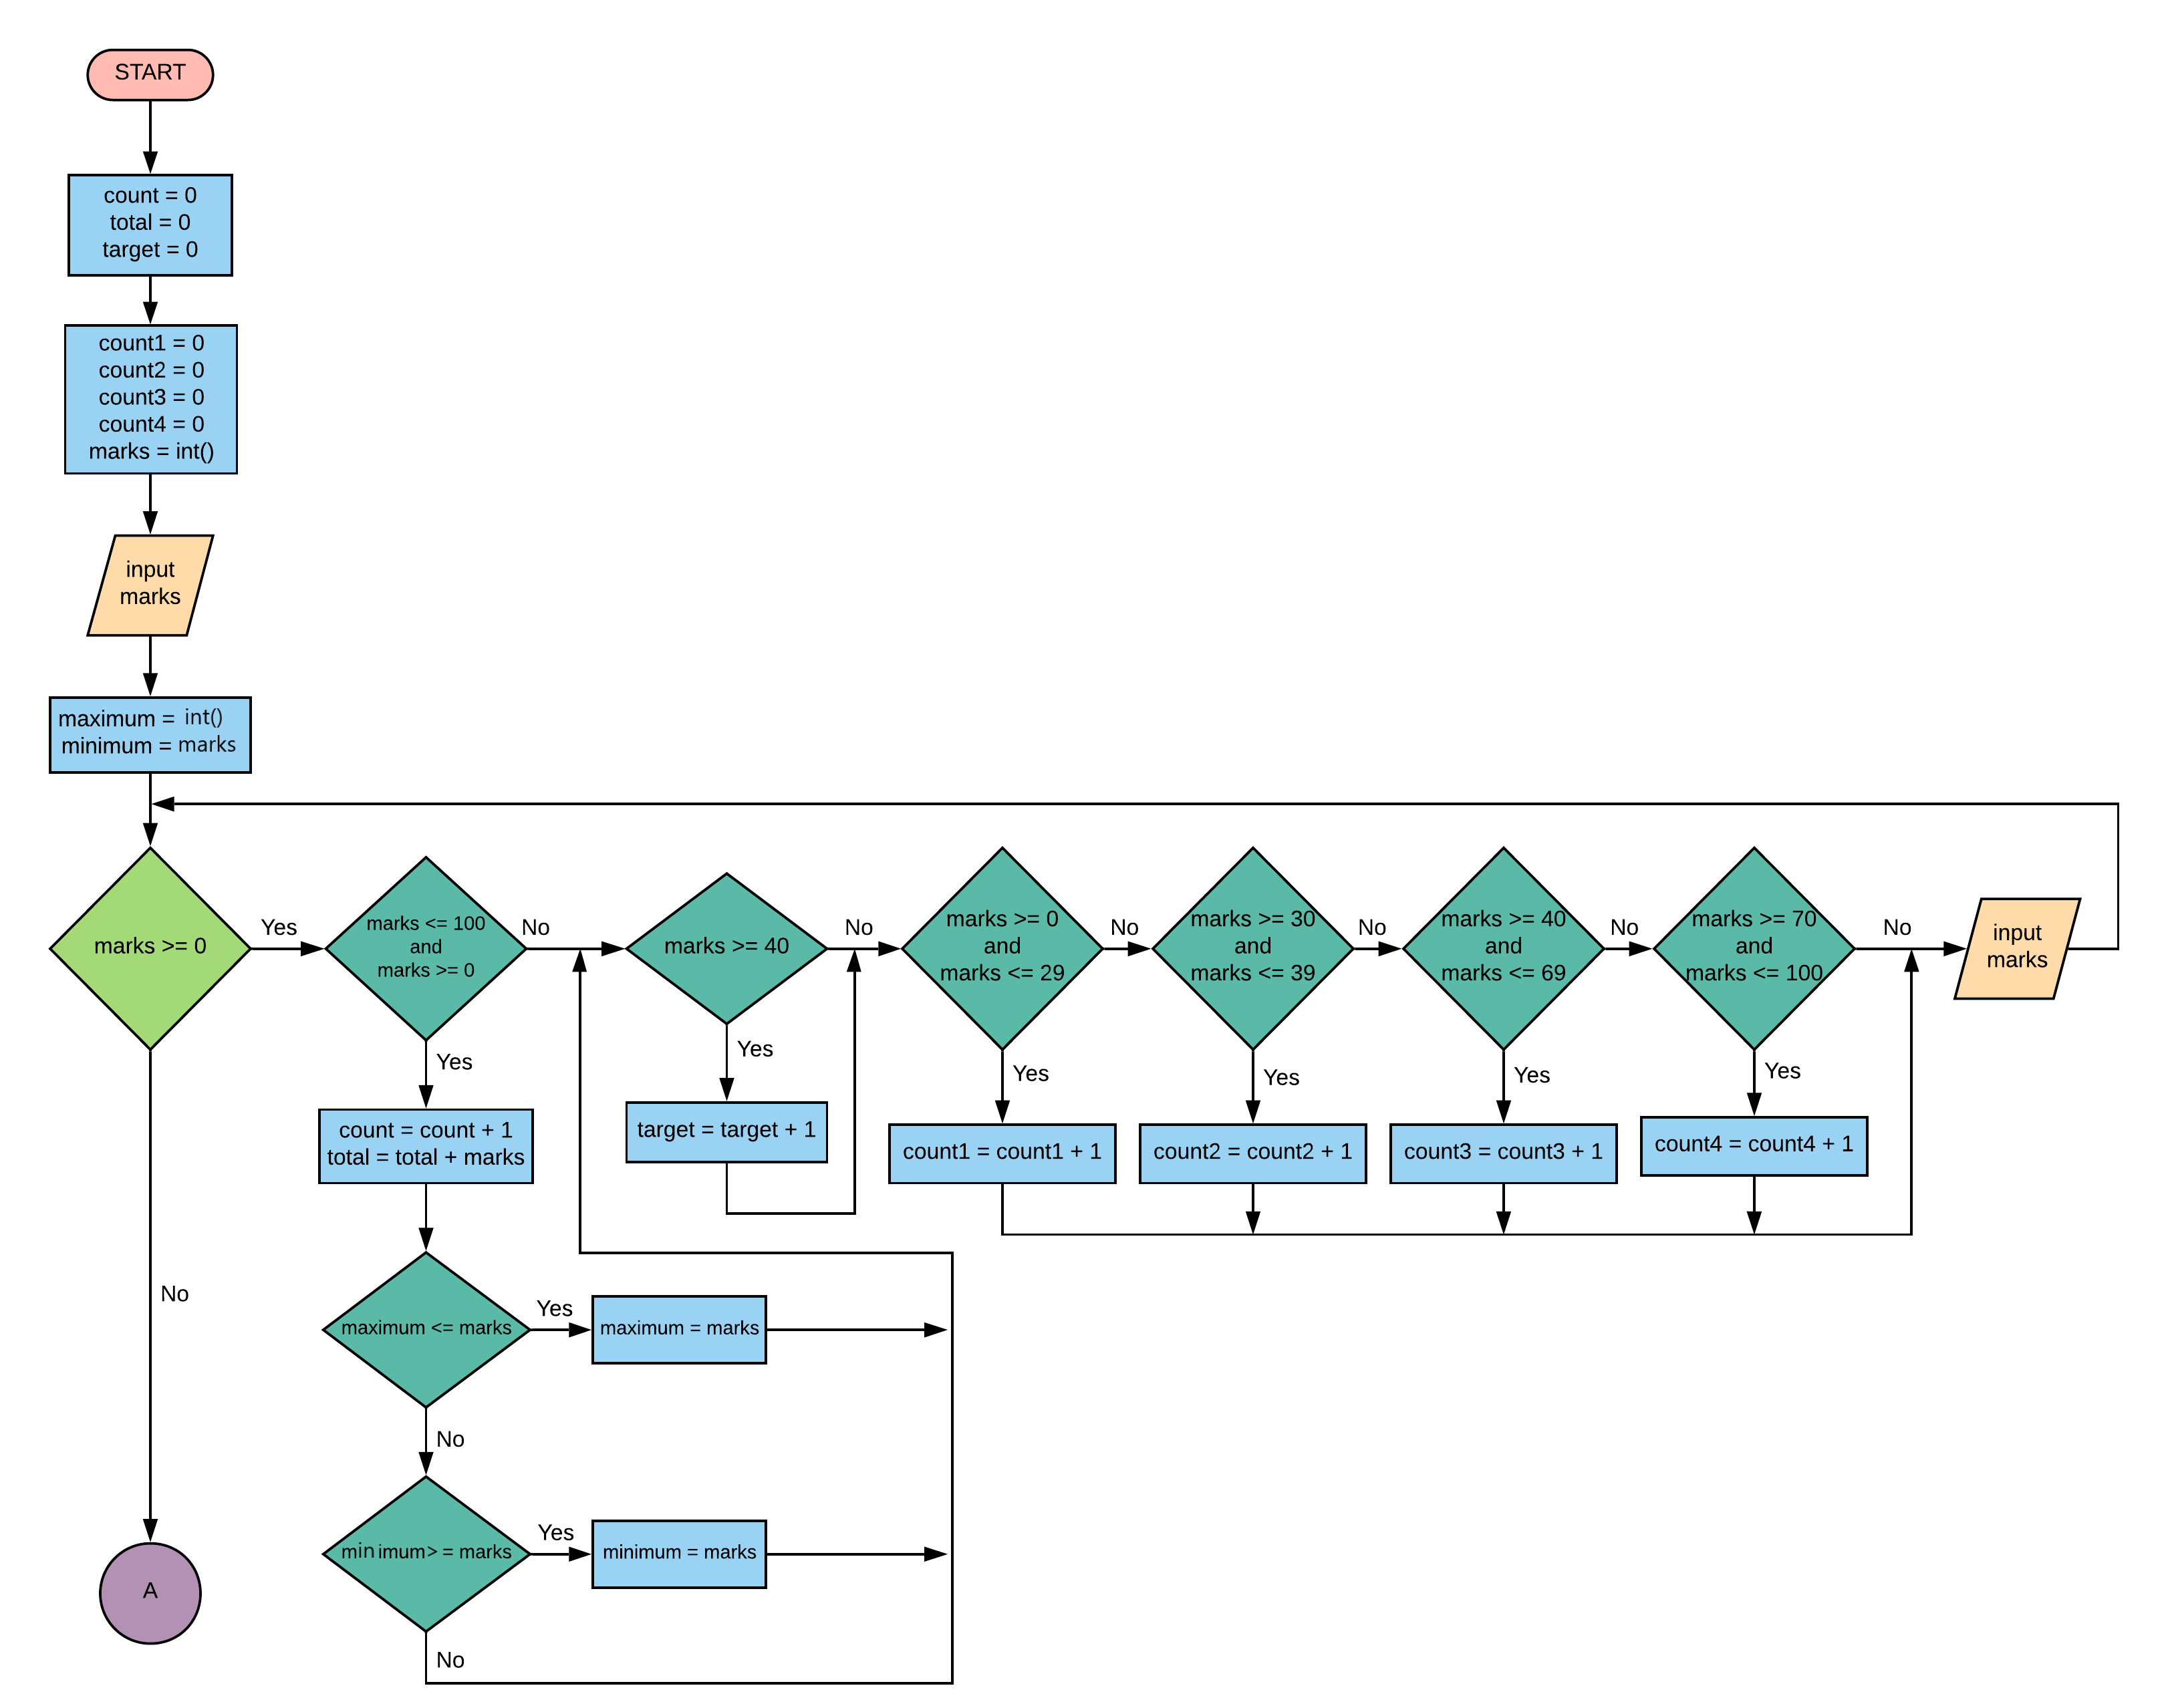 START
count = 0
total = 0
target = 0
count1 = 0
count2 = 0
count3 = 0
count4 = 0
marks = int()
input
marks
maximum = int()
minimum = marks
marks >= 0
Yes
No
A
marks <= 100
and
marks >= 0
No
Yes
count = count + 1
total = total + marks
maximum <= marks
Yes
maximum = marks
No
minimum> = marks
Yes
minimum = marks
No
marks >= 40
No
Yes
target = target + 1
marks >= 0
and
marks <= 29
No
Yes
count1 = count1 + 1
marks >= 30
and
marks <= 39
No
Yes
count2 = count2 + 1
marks >= 40
and
marks <= 69
No
Yes
count3 = count3 + 1
marks >= 70
and
marks <= 100
No
Yes
count4 = count4 + 1
input
marks